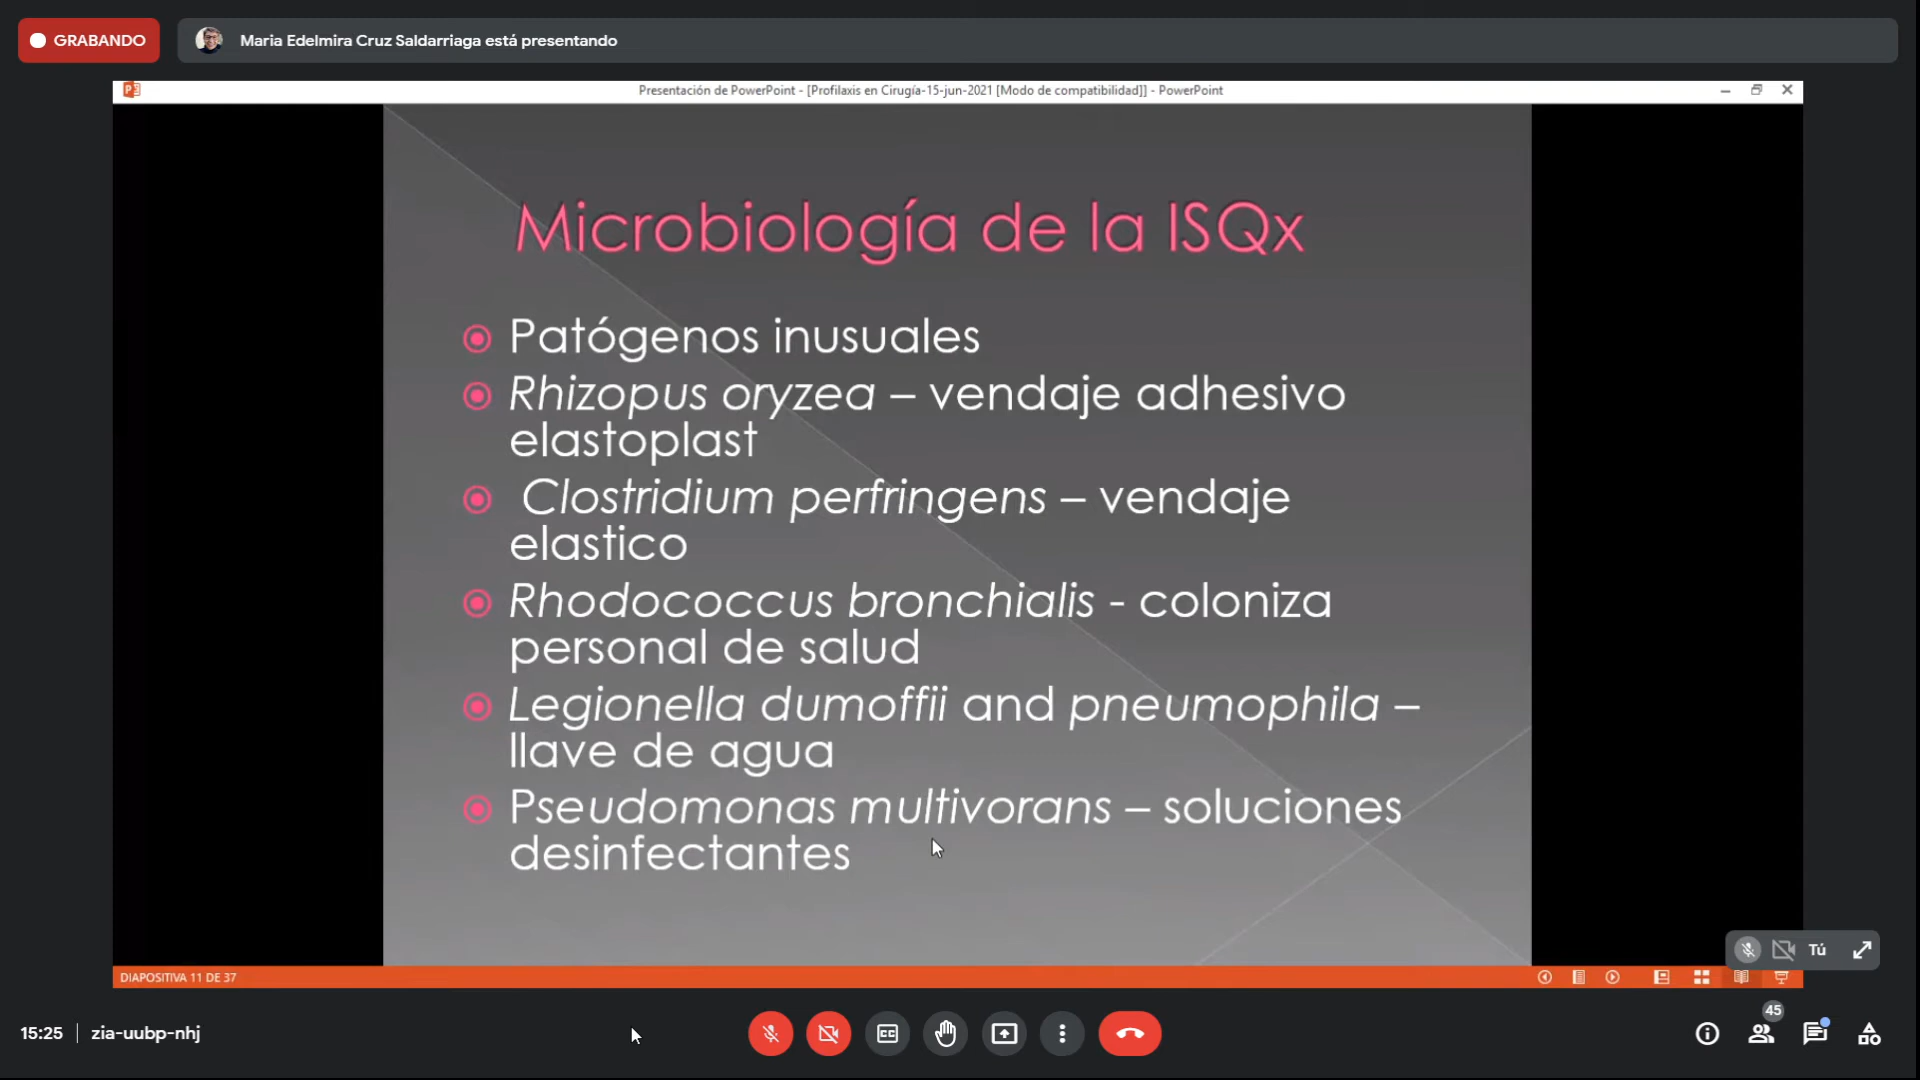 GRABANDO
Maria Edelmira Cruz Saldarriaga está presentando
Presentación de PowerPoint - [Profilaxis en Cirugía-15-jun-2021 [Modo de compatibilidad]] - PowerPoint
Microbiología de la ISQx
Patógenos inusuales
Rhizopus oryzea – vendaje adhesivo
elastoplast
Clostridium perfringens – vendaje
elastico
Rhodococcus bronchialis - coloniza
personal de salud
Legionella dumoffii and pneumophila –
llave de agua
Pseudomonas multivorans – soluciones
desinfectantes
Tú
DIAPOSITIVA 11 DE 37
15:25 | zia-uubp-nhj
CC
45